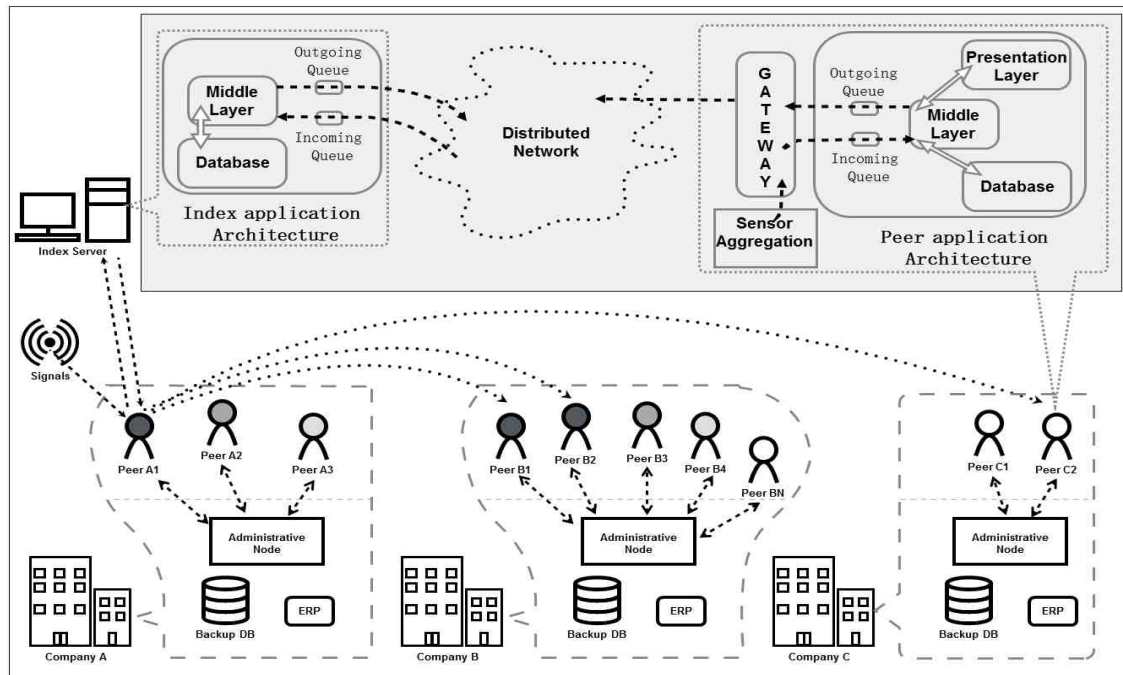 Outgoing
Queue
Middle
Layer
Incoming
Queue
Database
Index application
Architecture
Index Server
Distributed
Network
G
A
T
E
W
A
Y
Outgoing
Queue
Incoming
Queue
Presentation
Layer
Middle
Layer
Database
Sensor
Aggregation
Peer application
Architecture
Signals
Peer A1
Peer A2
Peer A3
Administrative
Node
Backup DB
ERP
Company A
Peer B1
Peer B2
Peer B3
Peer B4
Peer BN
Administrative
Node
Backup DB
ERP
Company B
Peer C1
Peer C2
Administrative
Node
Backup DB
ERP
Company C